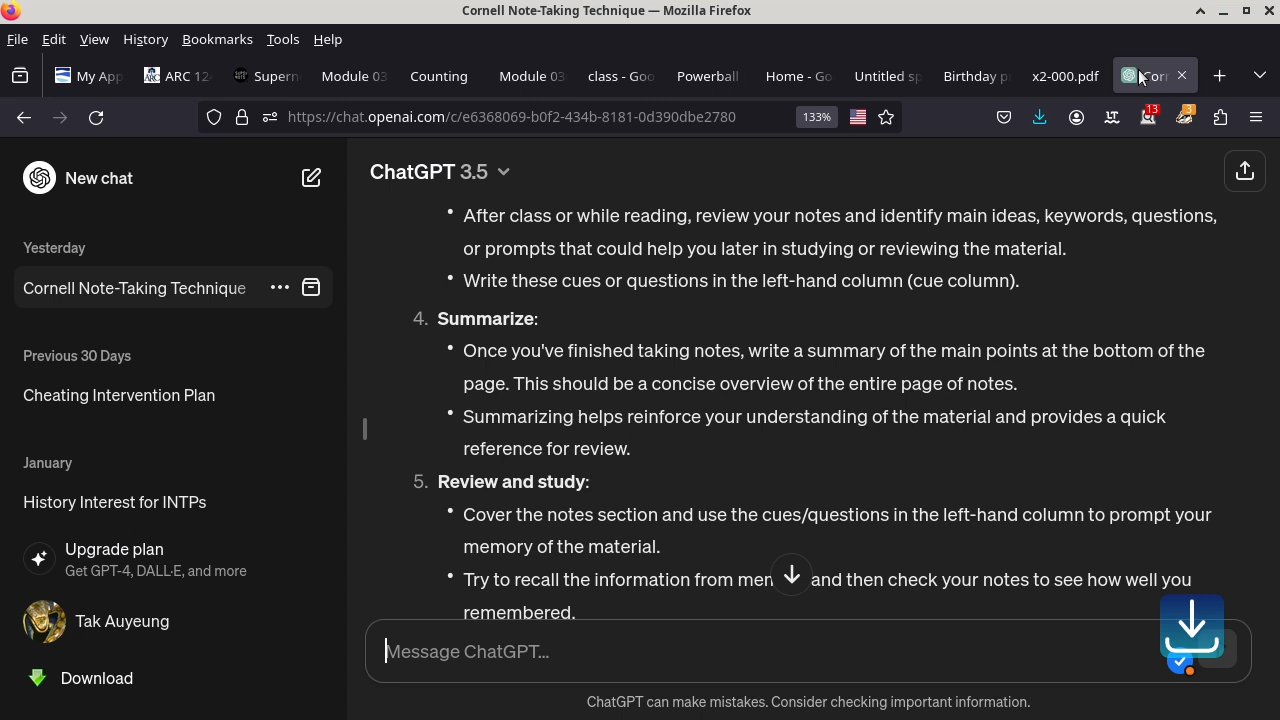 Cornell Note-Taking Technique — Mozilla Firefox
File Edit View History Bookmarks Tools Help
My App ARC 12 Supern Module 03 Counting Module 03 class - Goo Powerball Home - Go Untitled sp Birthday p x2-000.pdf Corn
https://chat.openai.com/c/e6368069-b0f2-434b-8181-0d390dbe2780 133% 13 3
New chat
Yesterday
Cornell Note-Taking Technique
Previous 30 Days
Cheating Intervention Plan
January
History Interest for INTPs
Upgrade plan
Get GPT-4, DALL·E, and more
Tak Auyeung
Download
ChatGPT 3.5
• After class or while reading, review your notes and identify main ideas, keywords, questions,
or prompts that could help you later in studying or reviewing the material.
• Write these cues or questions in the left-hand column (cue column).
4. Summarize:
• Once you've finished taking notes, write a summary of the main points at the bottom of the
page. This should be a concise overview of the entire page of notes.
• Summarizing helps reinforce your understanding of the material and provides a quick
reference for review.
5. Review and study:
• Cover the notes section and use the cues/questions in the left-hand column to prompt your
memory of the material.
• Try to recall the information from mem and then check your notes to see how well you
remembered.
Message ChatGPT...
ChatGPT can make mistakes. Consider checking important information.